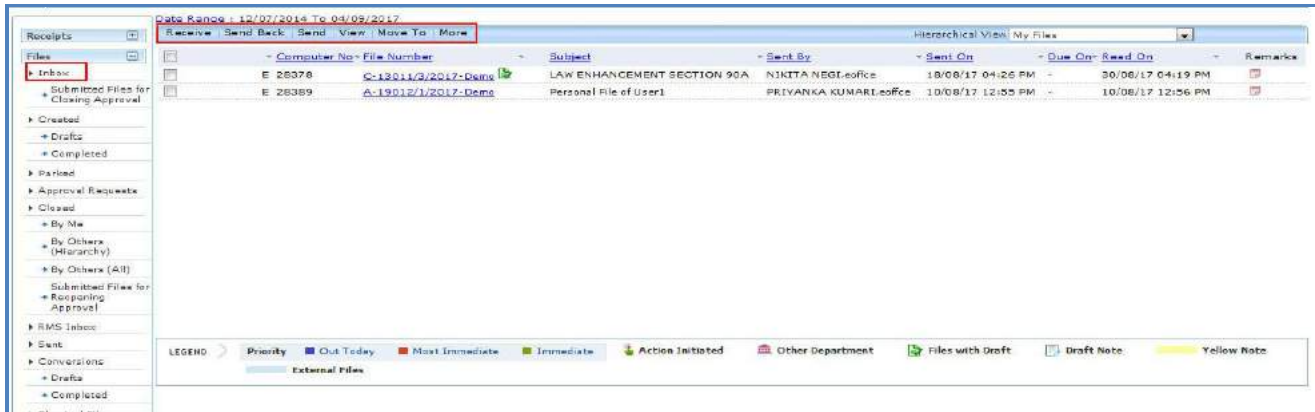 Date Range : 12/07/2014 To 04/09/2017
Receipts
Receive Send Back Send View Move To More
Hierarchical View My Files
Files
Computer No File Number Subject Sent By Sent On Due On Read On Remarks
Inbox
E 28378 C-13011/3/2017-Demo LAW ENHANCEMENT SECTION 90A NIKITA NEGI.eoffice 18/08/17 04:26 PM - 30/08/17 04:19 PM
Submitted Files for
Closing Approval
E 28389 A-19012/1/2017-Demo Personal File of User1 PRIYANKA KUMARI.eoffce 10/08/17 12:55 PM - 10/08/17 12:56 PM
Created
Drafts
Completed
Parked
Approval Requests
Closed
By Me
By Others
(Hierarchy)
By Others (All)
Submitted Files for
Reopening
Approval
RMS Inbox
Sent
LEGEND Priority Out Today Most Immediate Immediate Action Initiated Other Department Files with Draft Draft Note Yellow Note
Conversions
External Files
Drafts
Completed